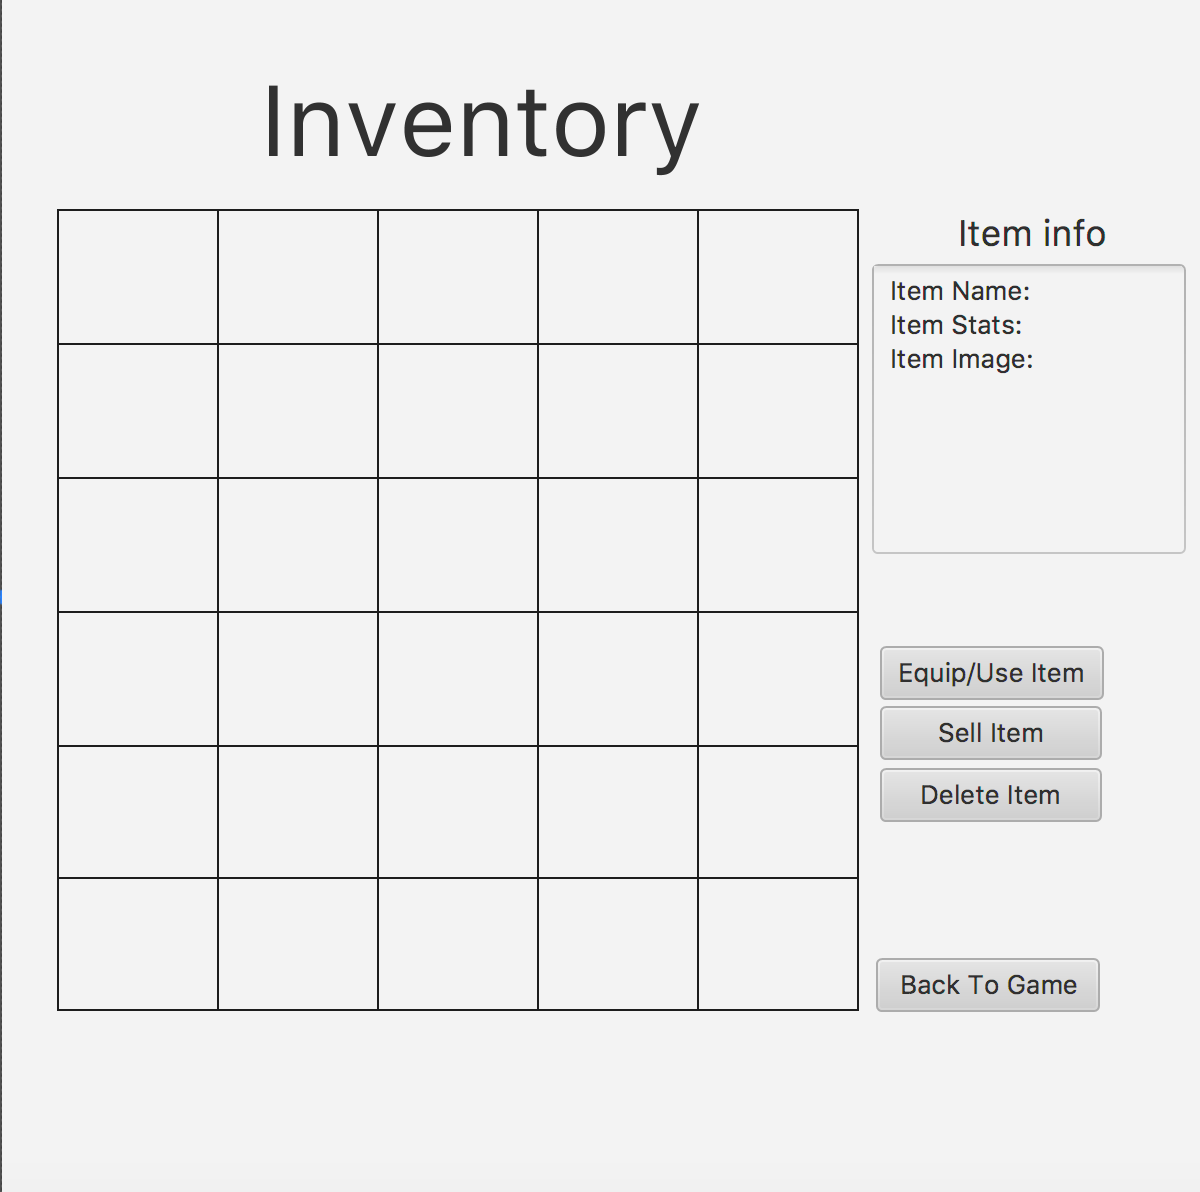 Inventory
Item info
Item Name:
Item Stats:
Item Image:
Equip/Use Item
Sell Item
Delete Item
Back To Game